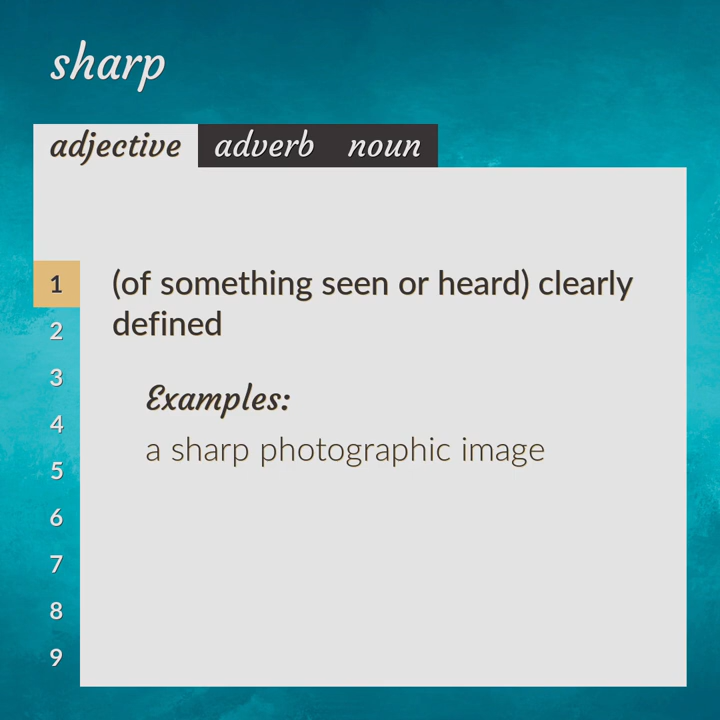 sharp
adjective adverb noun
1 (of something seen or heard) clearly
defined
2
3
Examples:
4
a sharp photographic image
5
6
7
8
9